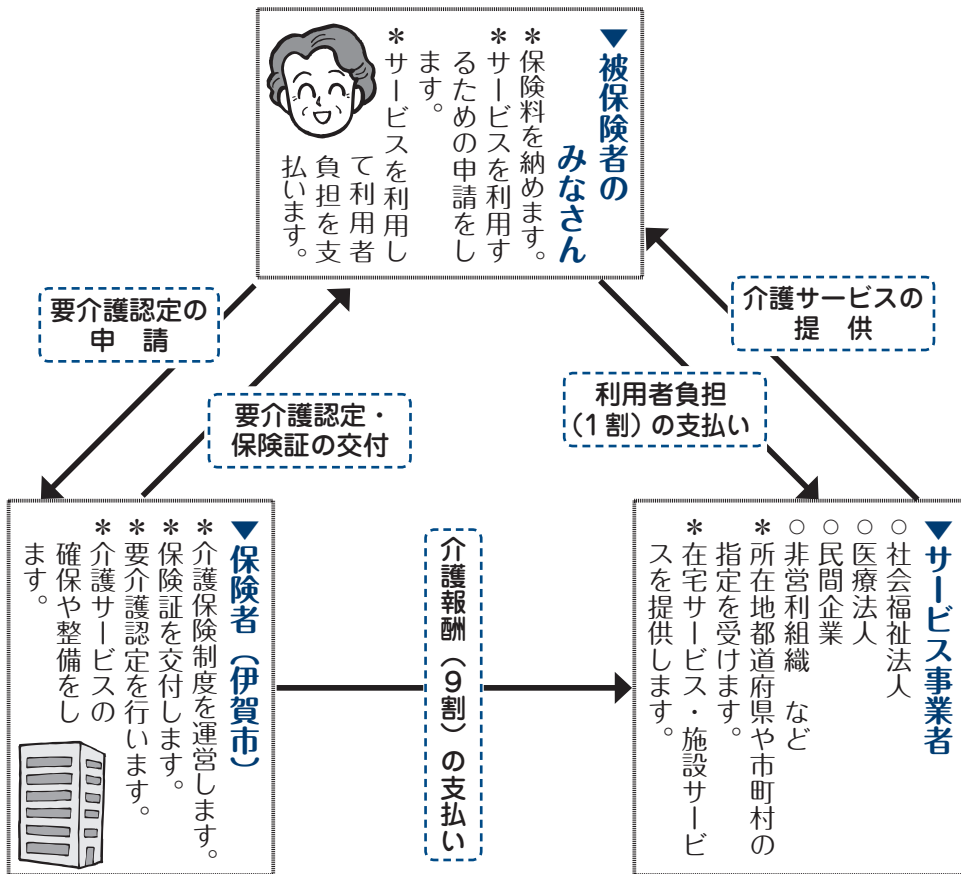 ▼被保険者の
みなさん
＊保険料を納めます。
＊サービスを利用す
るための申請をし
ます。
＊サービスを利用し
て利用者
負担を支
払います。
要介護認定の
申　請
要介護認定・
保険証の交付
介護サービスの
提　供
利用者負担
（1割）の支払い
▼保険者（伊賀市）
＊介護保険制度を運営します。
＊保険証を交付します。
＊要介護認定を行います。
＊介護サービスの
確保や整備をし
ます。
介護報酬（9割）の支払い
▼サービス事業者
○社会福祉法人
○医療法人
○民間企業
○非営利組織　など
＊所在地都道府県や市町村の
指定を受けます。
＊在宅サービス・施設サービ
スを提供します。